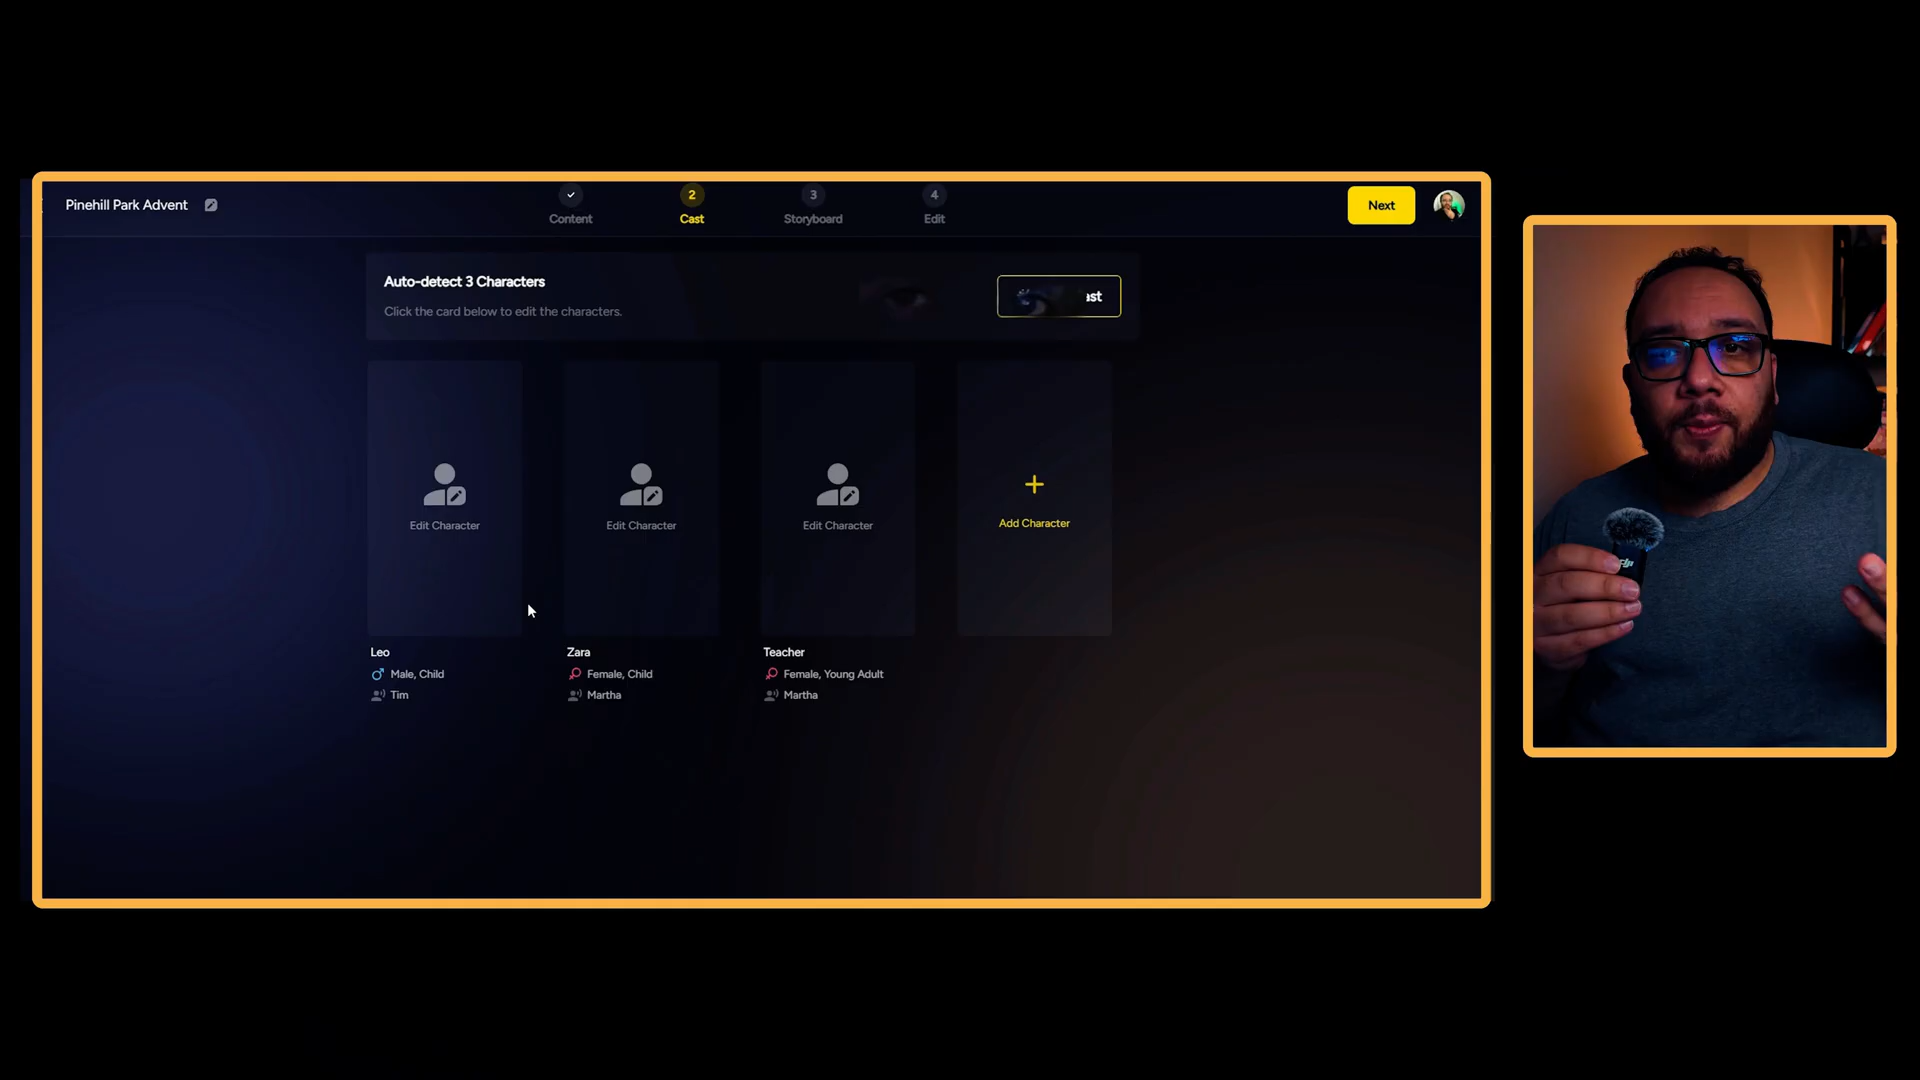 Pinehill Park Advent
Content
2
Cast
3
Storyboard
4
Edit
Next
Auto-detect 3 Characters
Click the card below to edit the characters.
Edit Character
Edit Character
Edit Character
Add Character
Leo
Male, Child
Tim
Zara
Female, Child
Martha
Teacher
Female, Young Adult
Martha
dji